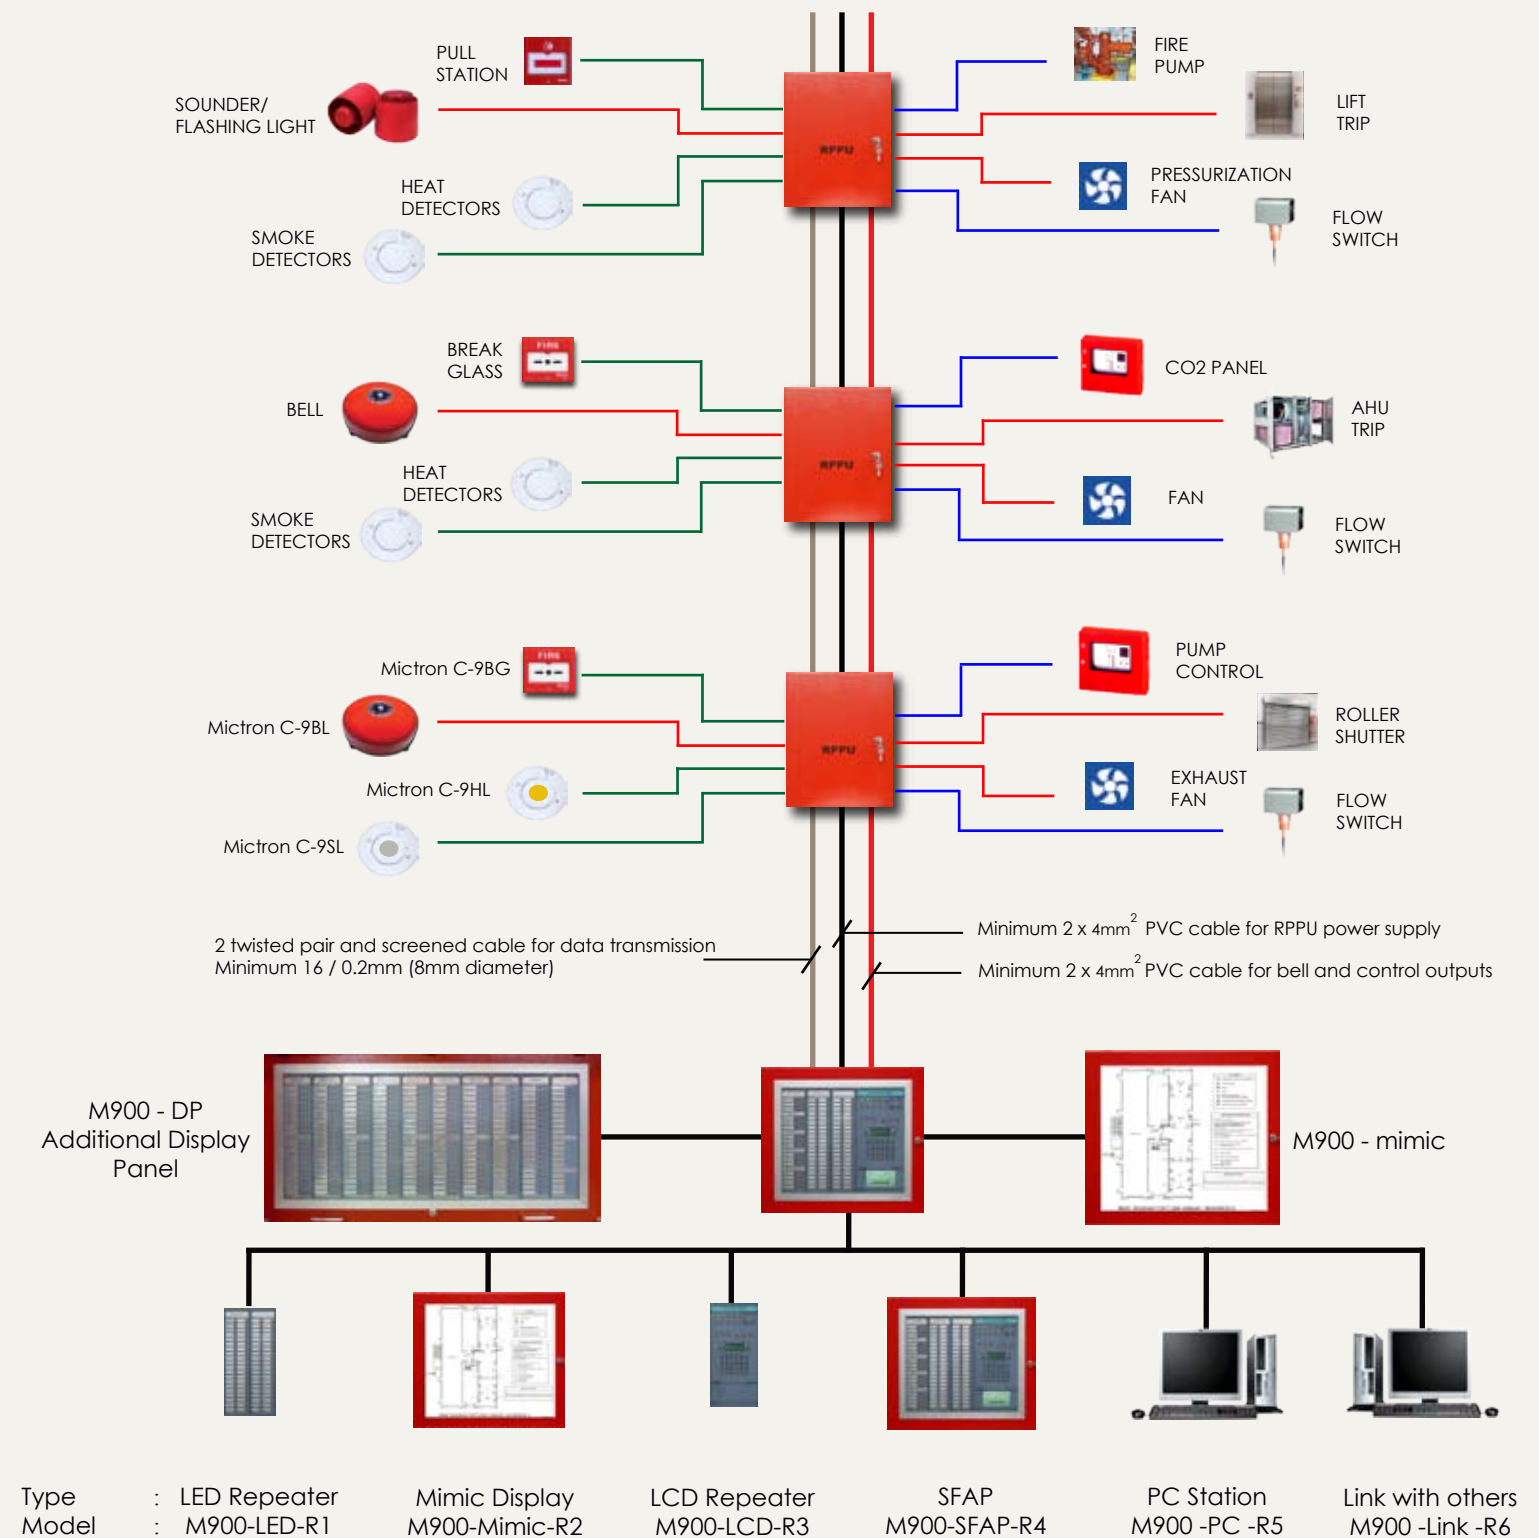 PULL
STATION
SOUNDER/
FLASHING LIGHT
HEAT
DETECTORS
SMOKE
DETECTORS
RPPU
FIRE
PUMP
LIFT
TRIP
PRESSURIZATION
FAN
FLOW
SWITCH
BREAK
GLASS
FIRE
BELL
HEAT
DETECTORS
SMOKE
DETECTORS
RPPU
CO2 PANEL
AHU
TRIP
FAN
FLOW
SWITCH
Mictron C-9BG
FIRE
Mictron C-9BL
Mictron C-9HL
Mictron C-9SL
RPPU
PUMP
CONTROL
ROLLER
SHUTTER
EXHAUST
FAN
FLOW
SWITCH
2 twisted pair and screened cable for data transmission
Minimum 16 / 0.2mm (8mm diameter)
Minimum 2 x 4mm² PVC cable for RPPU power supply
Minimum 2 x 4mm² PVC cable for bell and control outputs
M900 - DP
Additional Display
Panel
M900 - mimic
Type : LED Repeater Mimic Display LCD Repeater SFAP PC Station Link with others
Model : M900-LED-R1 M900-Mimic-R2 M900-LCD-R3 M900-SFAP-R4 M900 -PC -R5 M900 -Link -R6